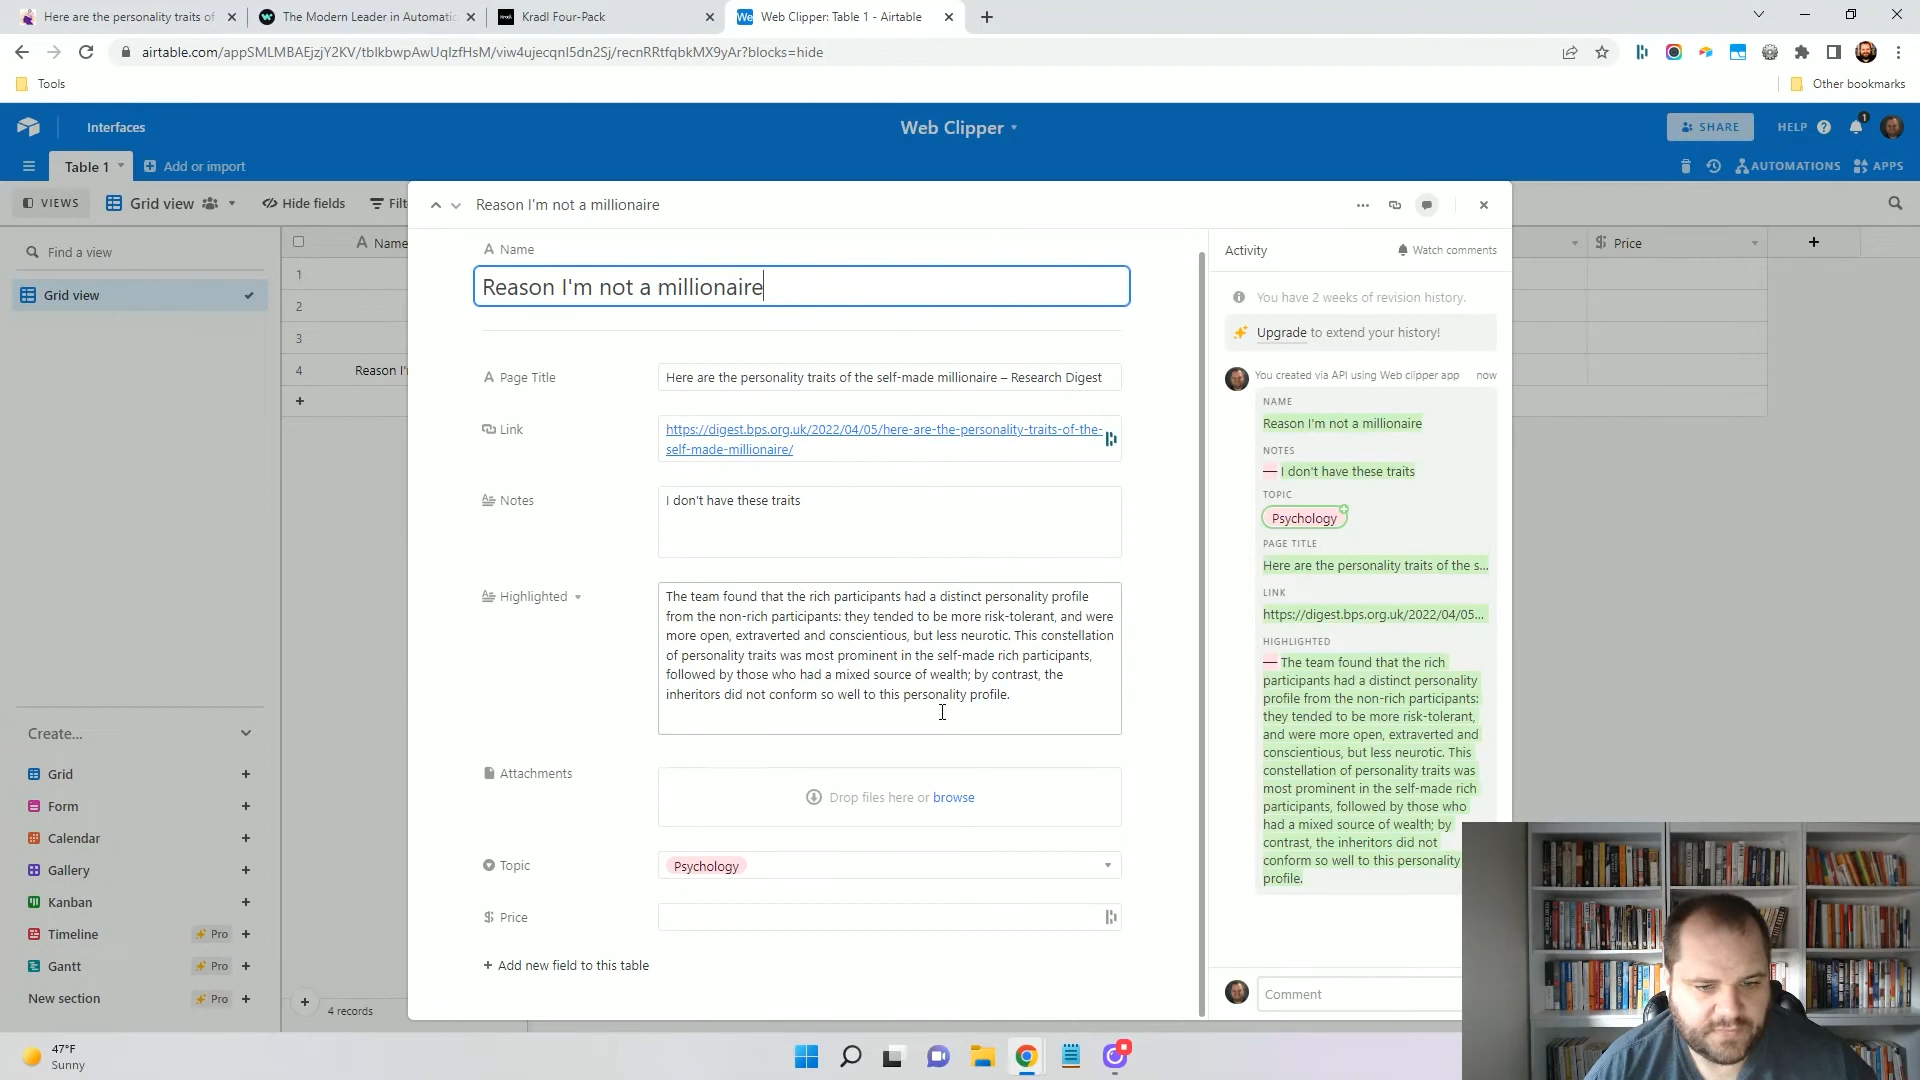 Here are the personality traits of
The Modern Leader in Automatic
Kradl Four-Pack
Web Clipper: Table 1 - Airtable
airtable.com/appSMLMBAEjzjY2KV/tblkbwpAwUqIzfHsM/viw4ujecqnI5dn2Sj/recnRRtfqbkMX9yAr?blocks=hide
Tools
Other bookmarks
Interfaces
Web Clipper
SHARE
HELP
1
Table 1
Add or import
AUTOMATIONS
APPS
VIEWS
Grid view
Hide fields
Filt
Find a view
Grid view
Name
1
2
3
4
Reason I'm
Price
4 records
Create...
Grid
Form
Calendar
Gallery
Kanban
Timeline
Pro
Gantt
Pro
New section
Pro
Reason I'm not a millionaire
Name
Reason I'm not a millionaire
Page Title
Here are the personality traits of the self-made millionaire – Research Digest
Link
https://digest.bps.org.uk/2022/04/05/here-are-the-personality-traits-of-the-
self-made-millionaire/
Notes
I don't have these traits
Highlighted
The team found that the rich participants had a distinct personality profile
from the non-rich participants: they tended to be more risk-tolerant, and were
more open, extraverted and conscientious, but less neurotic. This constellation
of personality traits was most prominent in the self-made rich participants,
followed by those who had a mixed source of wealth; by contrast, the
inheritors did not conform so well to this personality profile.
Attachments
Drop files here or browse
Topic
Psychology
Price
Add new field to this table
Activity
Watch comments
You have 2 weeks of revision history.
Upgrade to extend your history!
You created via API using Web clipper app
now
NAME
Reason I'm not a millionaire
NOTES
— I don't have these traits
TOPIC
Psychology
PAGE TITLE
Here are the personality traits of the s...
LINK
https://digest.bps.org.uk/2022/04/05...
HIGHLIGHTED
— The team found that the rich
participants had a distinct personality
profile from the non-rich participants:
they tended to be more risk-tolerant,
and were more open, extraverted and
conscientious, but less neurotic. This
constellation of personality traits was
most prominent in the self-made rich
participants, followed by those who
had a mixed source of wealth; by
contrast, the inheritors did not
conform so well to this personality
profile.
Comment
47°F
Sunny